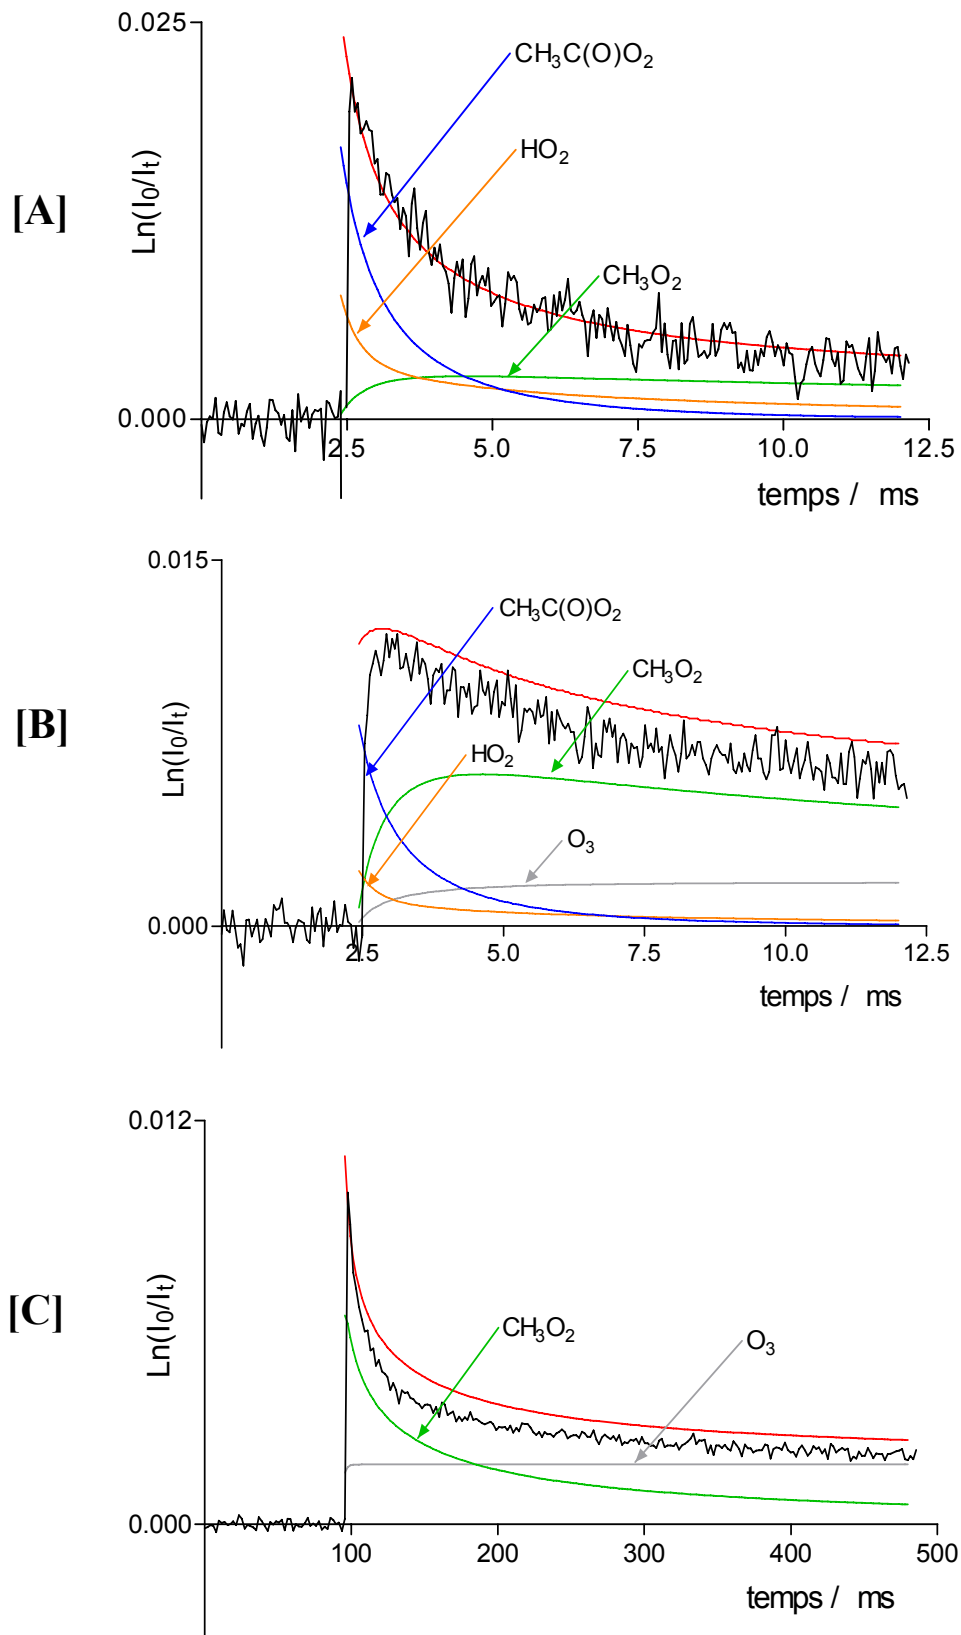 0.025
CH₃C(O)O₂
HO₂
[A]
Ln(I₀/Iₜ)
CH₃O₂
0.000
2.5 5.0 7.5 10.0 12.5
temps / ms
0.015
CH₃C(O)O₂
CH₃O₂
[B]
Ln(I₀/Iₜ)
HO₂
O₃
0.000
2.5 5.0 7.5 10.0 12.5
temps / ms
0.012
[C]
Ln(I₀/Iₜ)
CH₃O₂
O₃
0.000
100 200 300 400 500
temps / ms